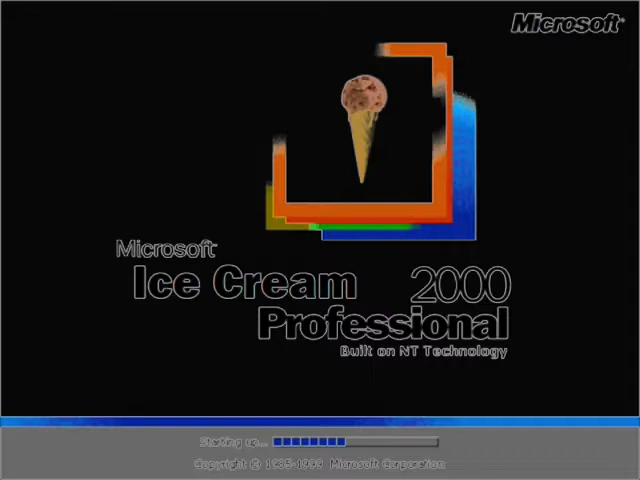 Microsoft
Microsoft
Ice Cream 2000
Professional
Built on NT Technology
Starting up...
Copyright © 1985-1999 Microsoft Corporation